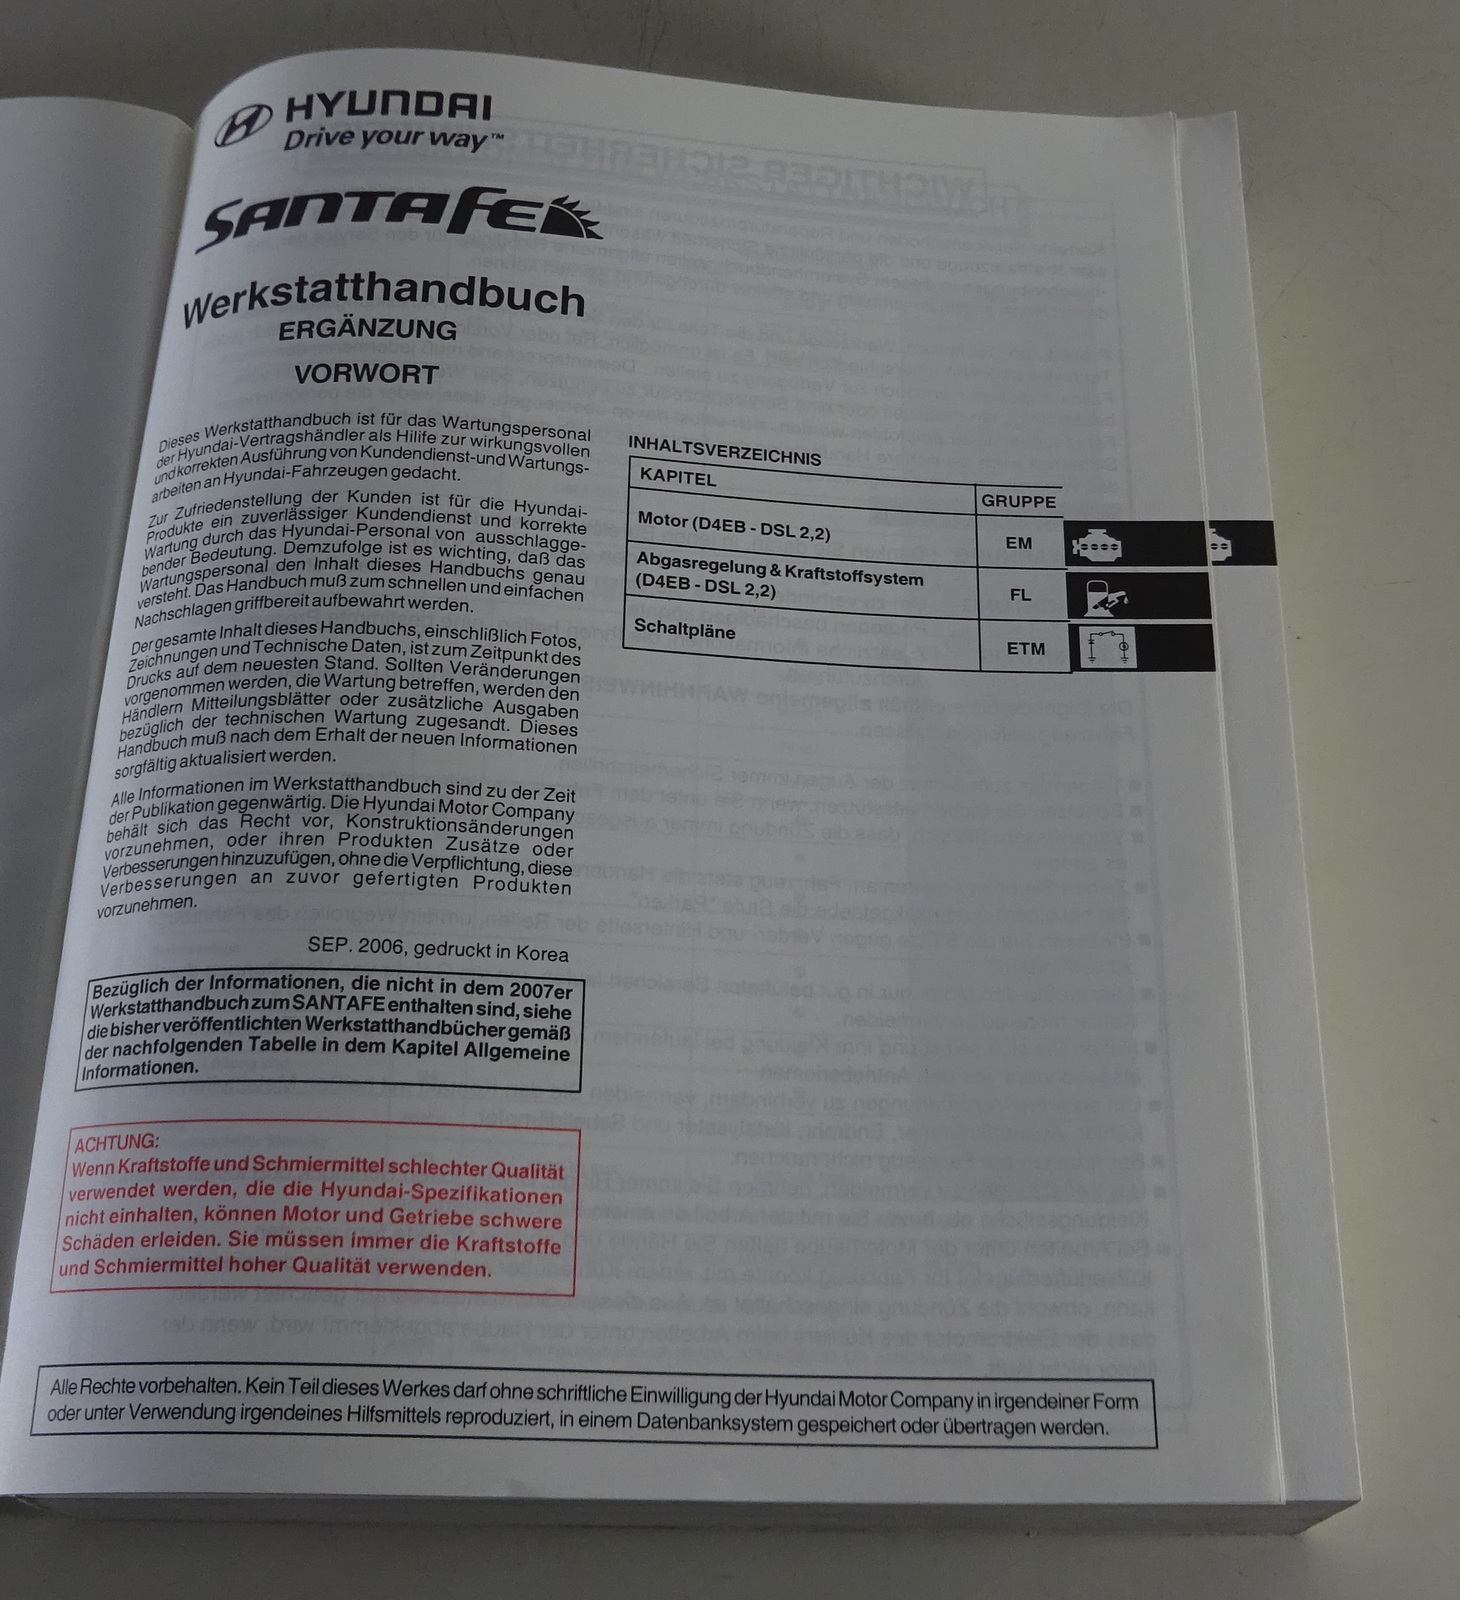 HYUNDAI
Drive your way™
SANTAFE
Werkstatthandbuch
ERGÄNZUNG
VORWORT
Dieses Werkstatthandbuch ist für das Wartungspersonal
der Hyundai-Vertragshändler als Hilife zur wirkungsvollen
und korrekten Ausführung von Kundendienst-und Wartungs-
arbeiten an Hyundai-Fahrzeugen gedacht.
Zur Zufriedenstellung der Kunden ist für die Hyundai-
Produkte ein zuverlässiger Kundendienst und korrekte
Wartung durch das Hyundai-Personal von ausschlagge-
bender Bedeutung. Demzufolge ist es wichting, daß das
Wartungspersonal den Inhalt dieses Handbuchs genau
versteht. Das Handbuch muß zum schnellen und einfachen
Nachschlagen griffbereit aufbewahrt werden.
Der gesamte Inhalt dieses Handbuchs, einschlißlich Fotos,
Zeichnungen und Technische Daten, ist zum Zeitpunkt des
Drucks auf dem neuesten Stand. Sollten Veränderungen
vorgenommen werden, die Wartung betreffen, werden den
Händlern Mitteilungsblätter oder zusätzliche Ausgaben
bezüglich der technischen Wartung zugesandt. Dieses
Handbuch muß nach dem Erhalt der neuen Informationen
sorgfältig aktualisiert werden.
Alle Informationen im Werkstatthandbuch sind zu der Zeit
der Publikation gegenwärtig. Die Hyundai Motor Company
behält sich das Recht vor, Konstruktionsänderungen
vorzunehmen, oder ihren Produkten Zusätze oder
Verbesserungen hinzuzufügen, ohne die Verpflichtung, diese
Verbesserungen an zuvor gefertigten Produkten
vorzunehmen.
SEP. 2006, gedruckt in Korea
Bezüglich der Informationen, die nicht in dem 2007er
Werkstatthandbuch zum SANTAFE enthalten sind, siehe
die bisher veröffentlichten Werkstatthandbücher gemäß
der nachfolgenden Tabelle in dem Kapitel Allgemeine
Informationen.
ACHTUNG:
Wenn Kraftstoffe und Schmiermittel schlechter Qualität
verwendet werden, die die Hyundai-Spezifikationen
nicht einhalten, können Motor und Getriebe schwere
Schäden erleiden. Sie müssen immer die Kraftstoffe
und Schmiermittel hoher Qualität verwenden.
INHALTSVERZEICHNIS
KAPITEL GRUPPE
Motor (D4EB - DSL 2,2) EM
Abgasregelung & Kraftstoffsystem
(D4EB - DSL 2,2) FL
Schaltpläne ETM
Alle Rechte vorbehalten. Kein Teil dieses Werkes darf ohne schriftliche Einwilligung der Hyundai Motor Company in irgendeiner Form
oder unter Verwendung irgendeines Hilfsmittels reproduziert, in einem Datenbanksystem gespeichert oder übertragen werden.